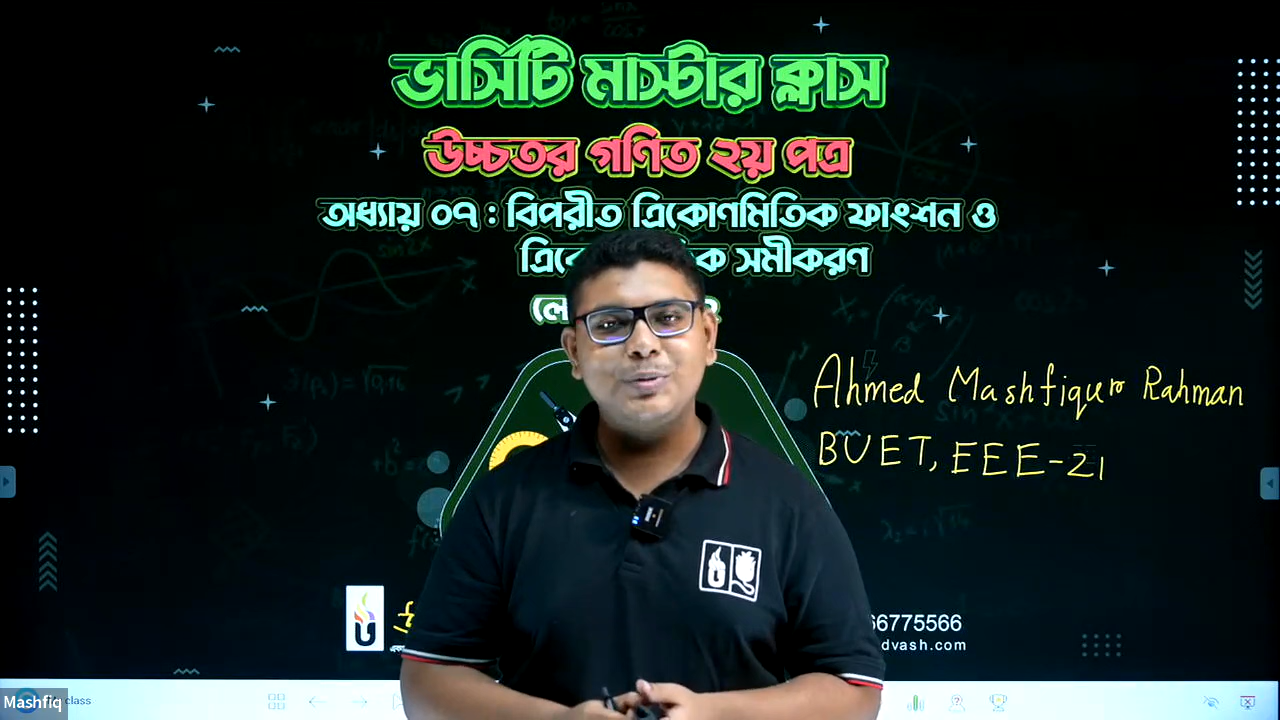 ভার্সিটি মাস্টার ক্লাস
উচ্চতর গণিত ২য় পত্র
অধ্যায় ০৭ : বিপরীত ত্রিকোণমিতিক ফাংশন ও
সমীকরণ
Ahmed Mashfiqur Rahman
BUET, EEE-21
66775566
dvash.com
class
Mashfiq